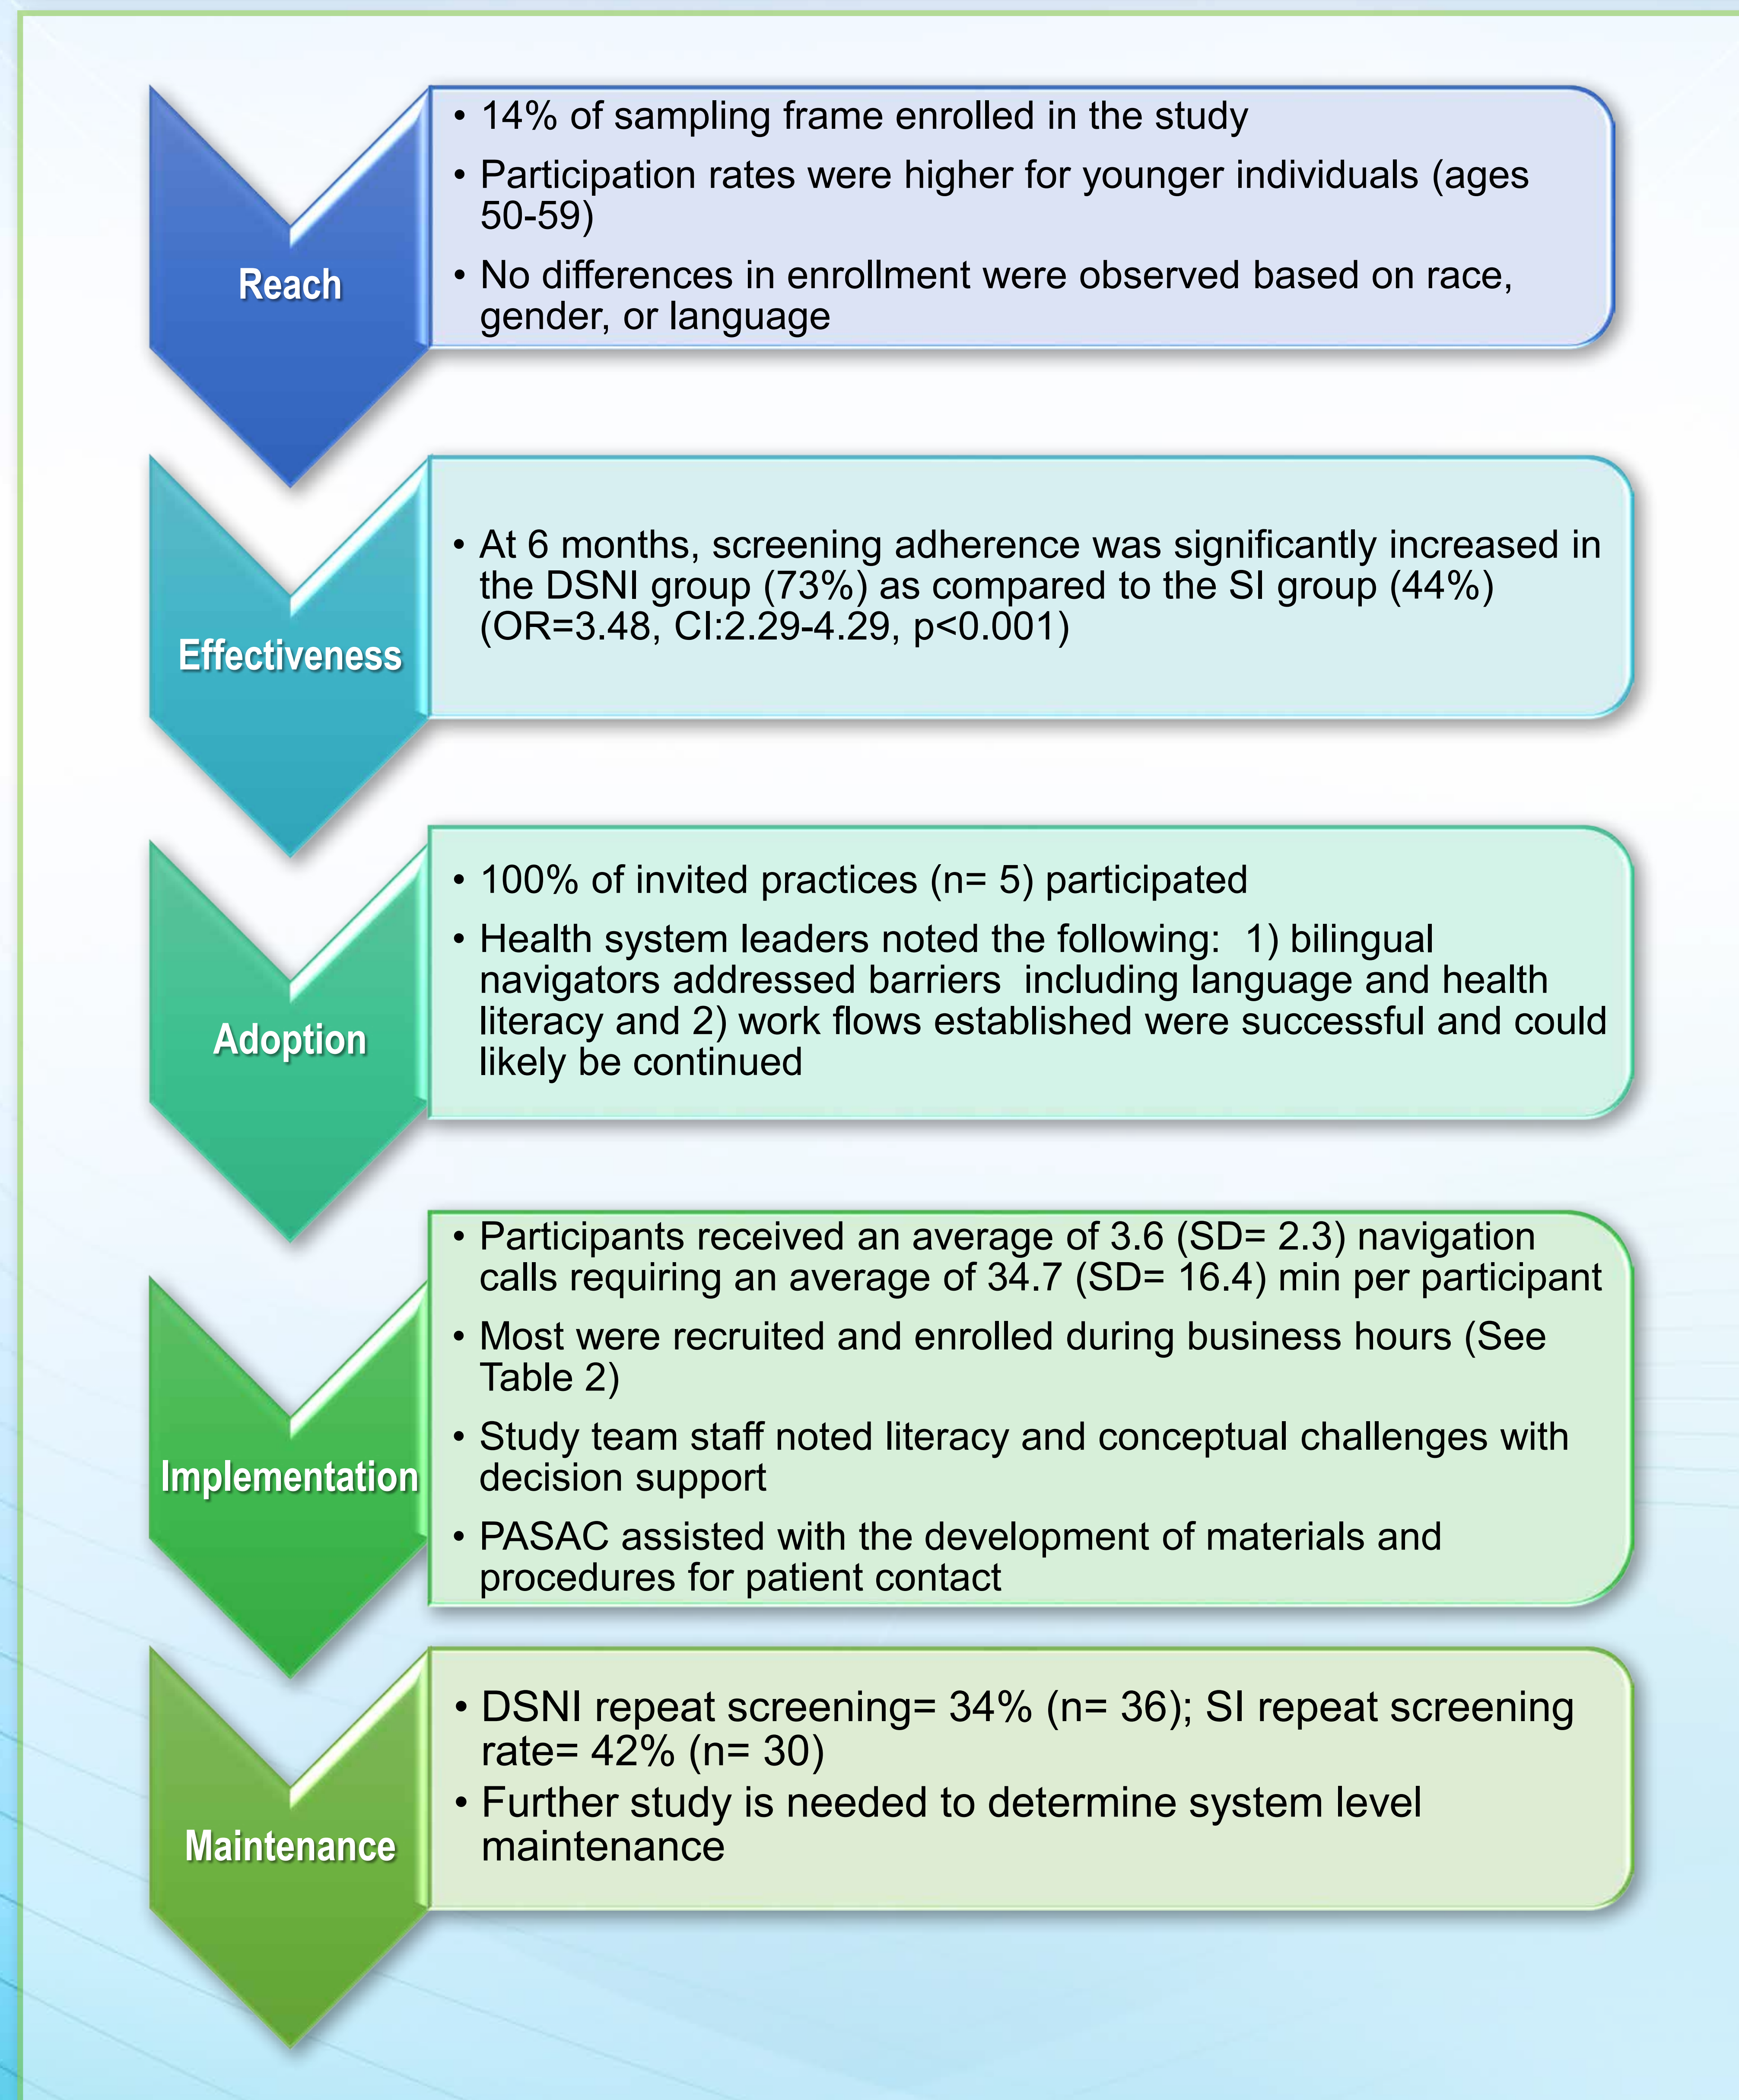 Reach
• 14% of sampling frame enrolled in the study
• Participation rates were higher for younger individuals (ages
50-59)
• No differences in enrollment were observed based on race,
gender, or language
Effectiveness
• At 6 months, screening adherence was significantly increased in
the DSNI group (73%) as compared to the SI group (44%)
(OR=3.48, CI:2.29-4.29, p<0.001)
Adoption
• 100% of invited practices (n= 5) participated
• Health system leaders noted the following:  1) bilingual
navigators addressed barriers  including language and health
literacy and 2) work flows established were successful and could
likely be continued
Implementation
• Participants received an average of 3.6 (SD= 2.3) navigation
calls requiring an average of 34.7 (SD= 16.4) min per participant
• Most were recruited and enrolled during business hours (See
Table 2)
• Study team staff noted literacy and conceptual challenges with
decision support
• PASAC assisted with the development of materials and
procedures for patient contact
Maintenance
• DSNI repeat screening= 34% (n= 36); SI repeat screening
rate= 42% (n= 30)
• Further study is needed to determine system level
maintenance